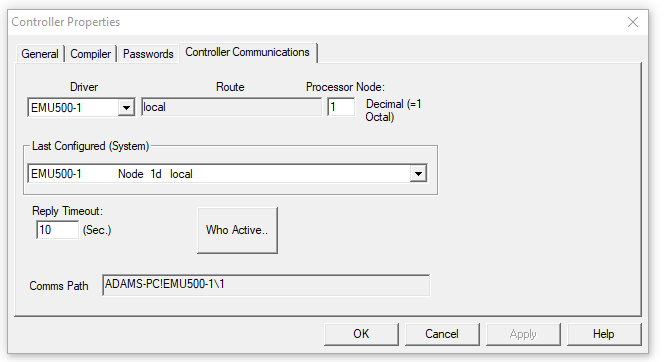 Controller Properties
General Compiler Passwords Controller Communications
Driver Route Processor Node:
EMU500-1 local 1 Decimal (=1
Octal)
Last Configured (System)
EMU500-1 Node 1d local
Reply Timeout:
10 (Sec.) Who Active..
Comms Path ADAMS-PC!EMU500-1\1
OK Cancel Apply Help